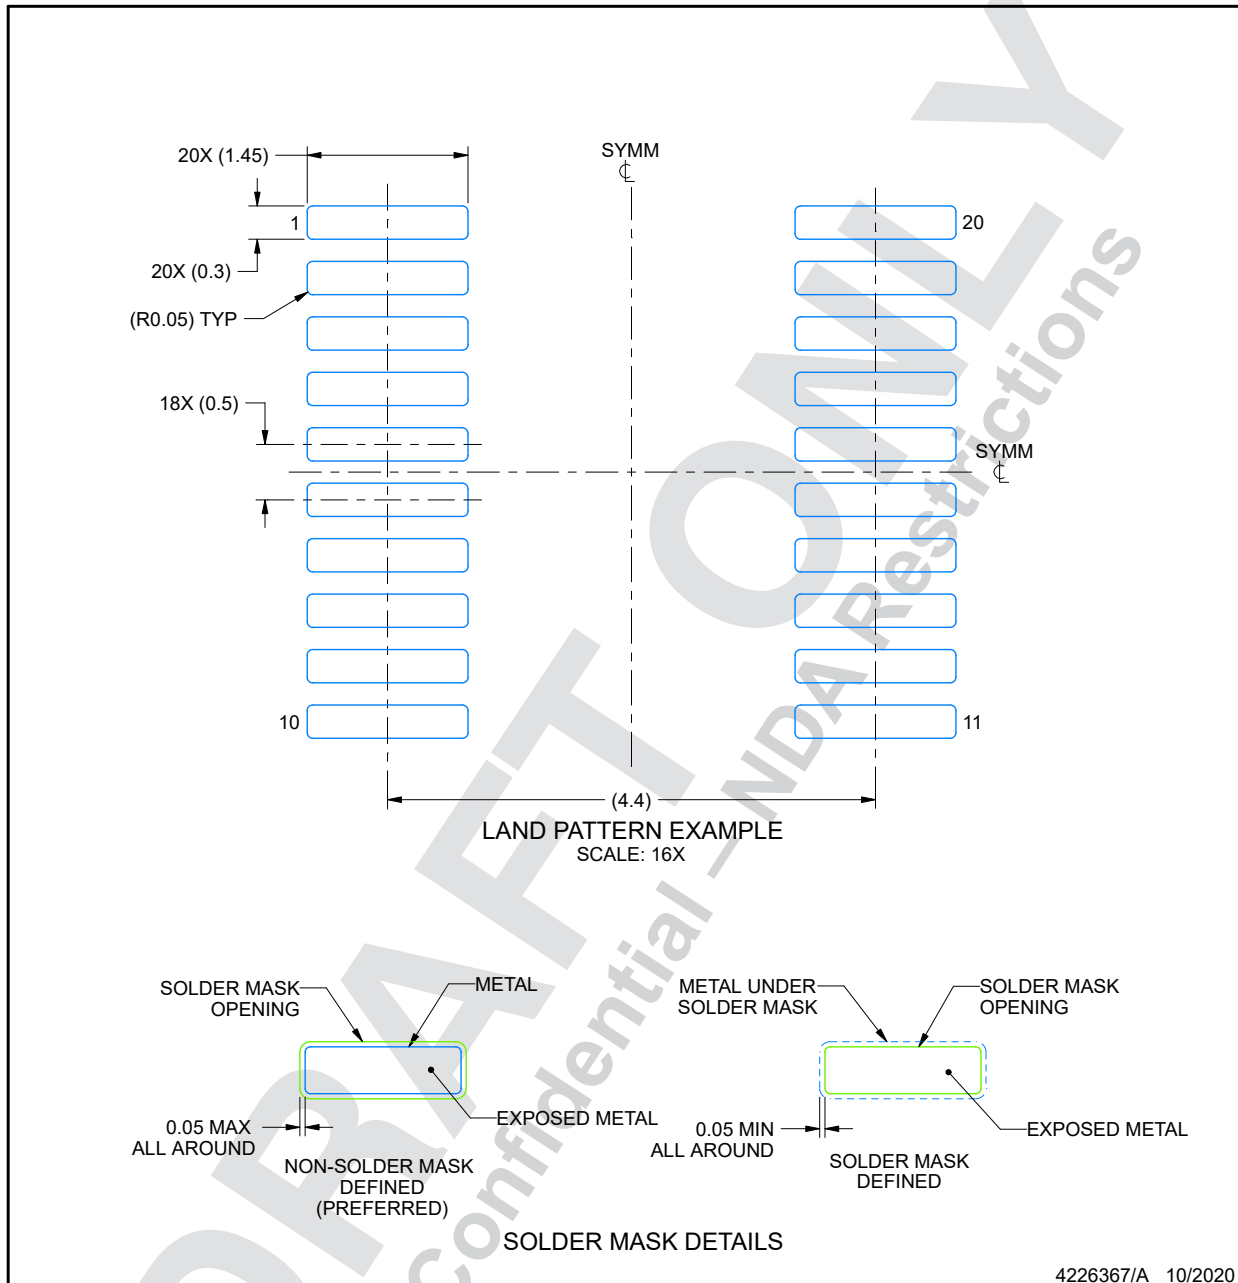 20X (1.45)
SYMM
℄
1
20
20X (0.3)
(R0.05) TYP
18X (0.5)
SYMM
℄
10
11
(4.4)
LAND PATTERN EXAMPLE
SCALE: 16X
SOLDER MASK
OPENING
METAL
EXPOSED METAL
0.05 MAX
ALL AROUND
NON-SOLDER MASK
DEFINED
(PREFERRED)
METAL UNDER
SOLDER MASK
SOLDER MASK
OPENING
EXPOSED METAL
0.05 MIN
ALL AROUND
SOLDER MASK
DEFINED
SOLDER MASK DETAILS
4226367/A 10/2020
DRAFT ONLY
Confidential — NDA Restrictions